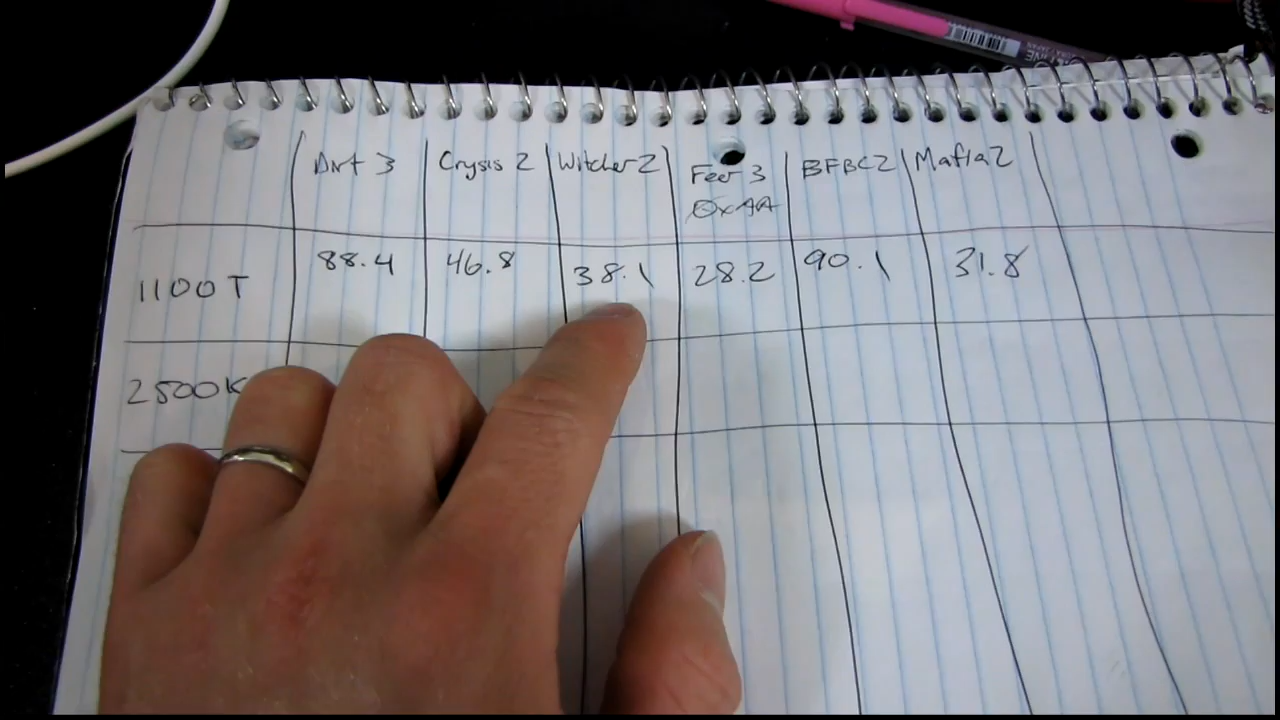 Dirt 3 Crysis 2 Witcher 2 Fear 3 BFBC2 Mafia 2
0xAA
1100T 88.4 46.8 38.1 28.2 90.1 31.8
2500K